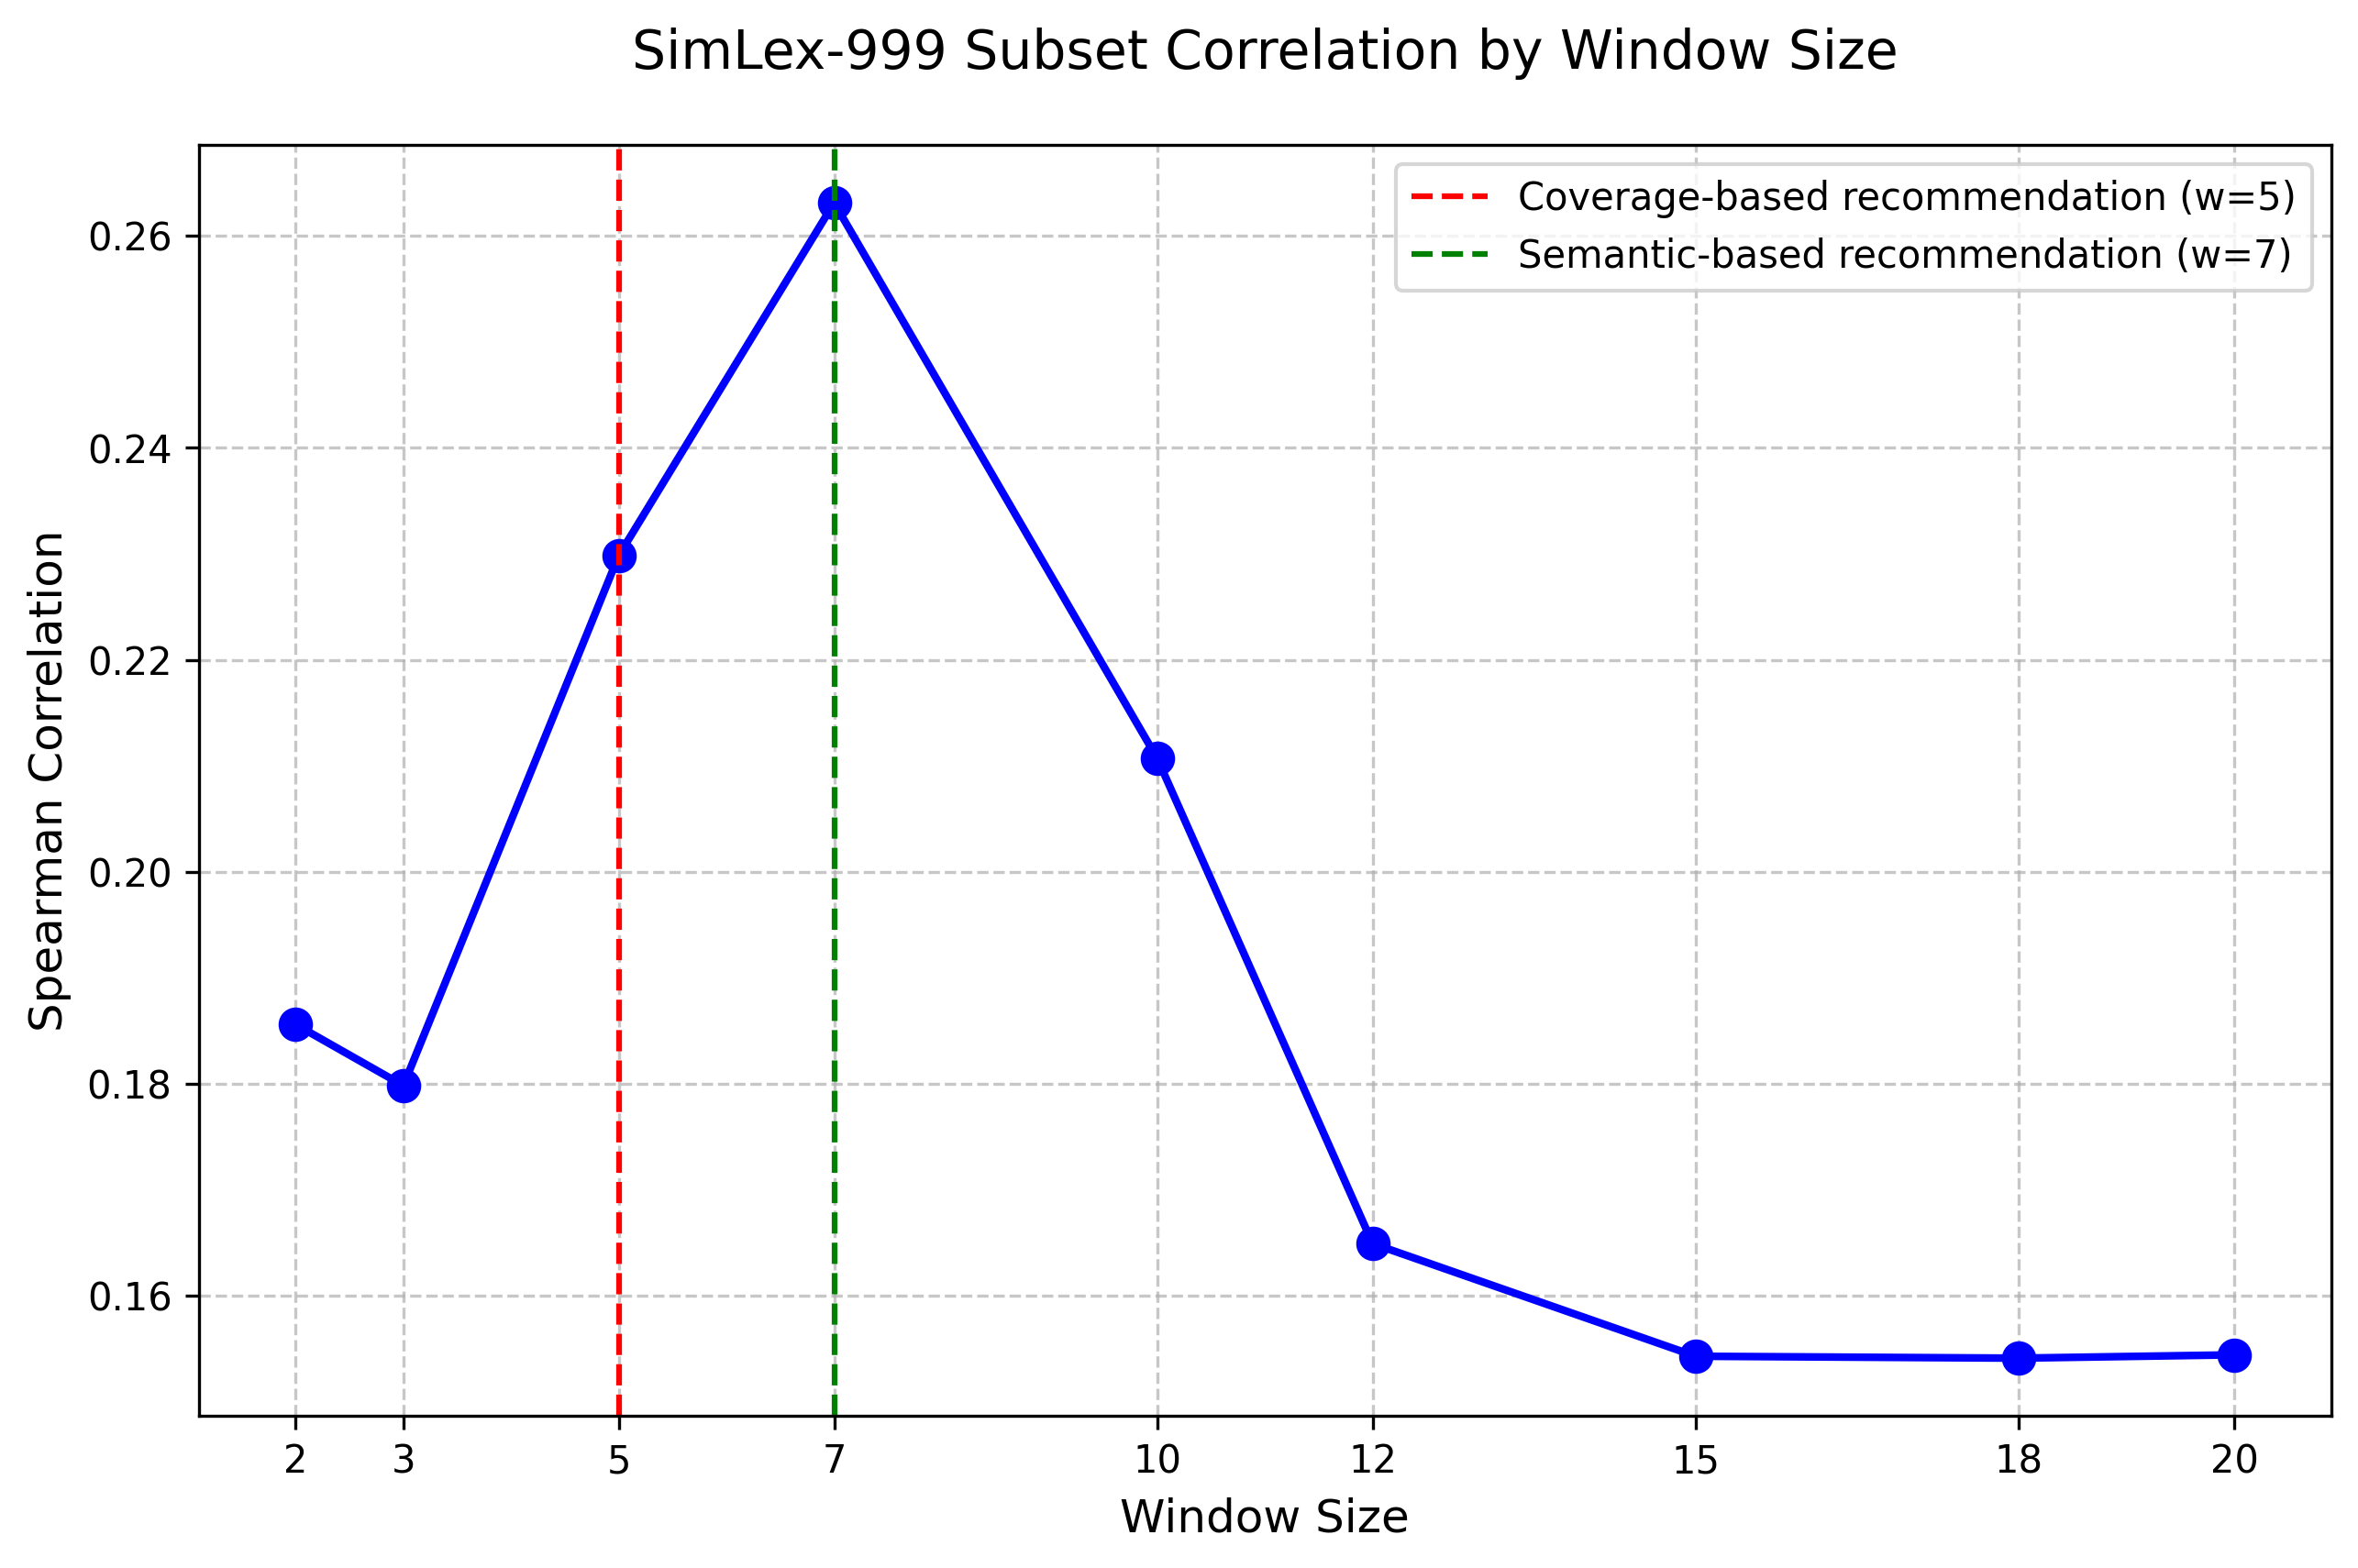 SimLex-999 Subset Correlation by Window Size
Coverage-based recommendation (w=5)
Semantic-based recommendation (w=7)
Spearman Correlation
0.26
0.24
0.22
0.20
0.18
0.16
2 3 5 7 10 12 15 18 20
Window Size